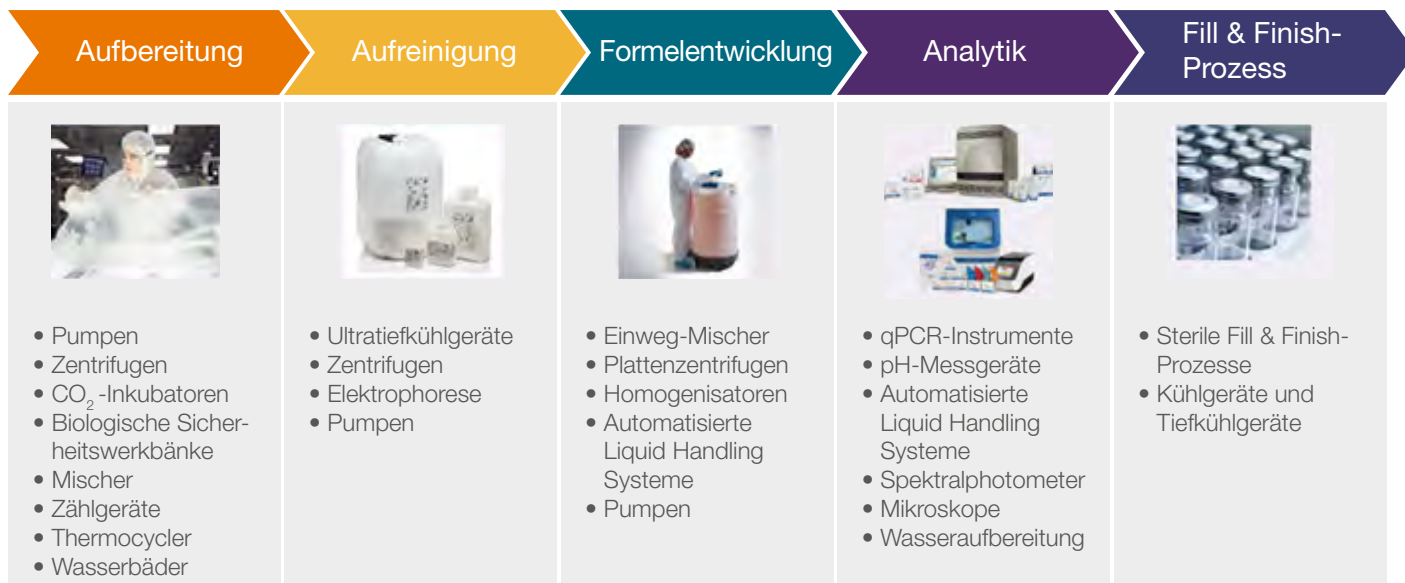 Aufbereitung
Aufreinigung
Formelentwicklung
Analytik
Fill & Finish-
Prozess
• Pumpen
• Zentrifugen
• CO₂ -Inkubatoren
• Biologische Sicher-
heitswerkbänke
• Mischer
• Zählgeräte
• Thermocycler
• Wasserbäder
• Ultratiefkühlgeräte
• Zentrifugen
• Elektrophorese
• Pumpen
• Einweg-Mischer
• Plattenzentrifugen
• Homogenisatoren
• Automatisierte
Liquid Handling
Systeme
• Pumpen
• qPCR-Instrumente
• pH-Messgeräte
• Automatisierte
Liquid Handling
Systeme
• Spektralphotometer
• Mikroskope
• Wasseraufbereitung
• Sterile Fill & Finish-
Prozesse
• Kühlgeräte und
Tiefkühlgeräte